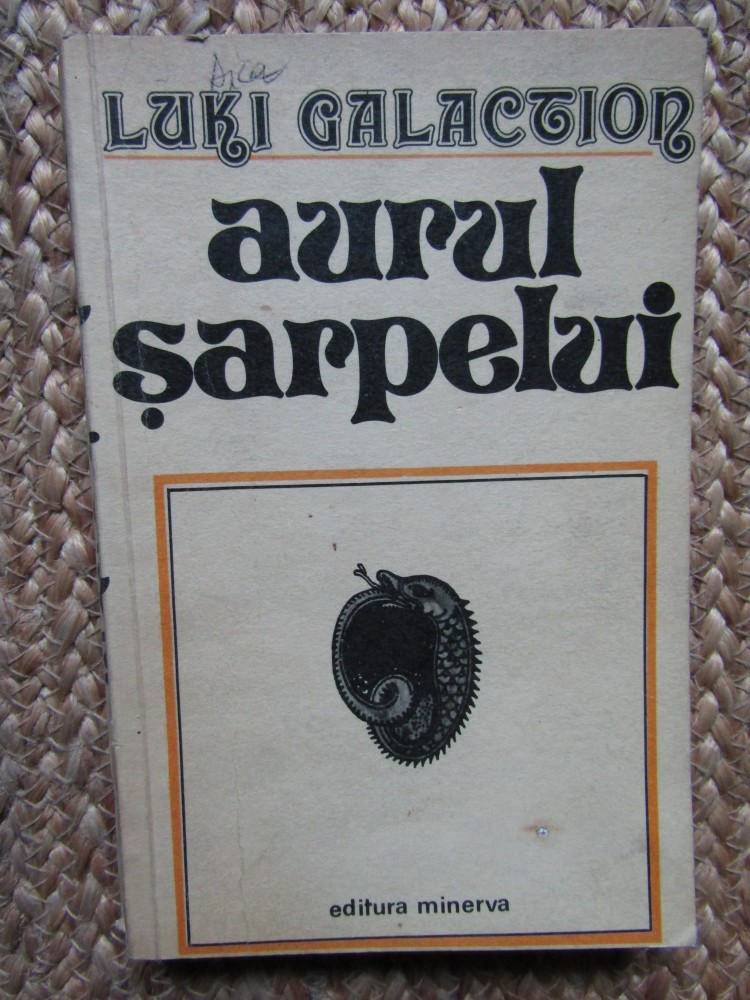 LUKI GALACTION
aurul
șarpelui
editura minerva